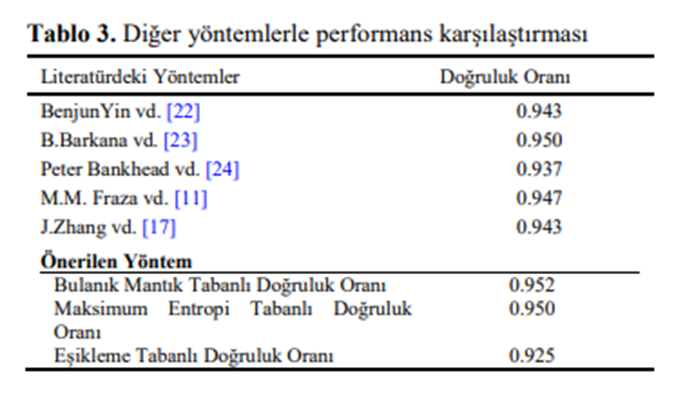 Tablo 3. Diğer yöntemlerle performans karşılaştırması
Literatürdeki Yöntemler Doğruluk Oranı
BenjunYin vd. [22] 0.943
B.Barkana vd. [23] 0.950
Peter Bankhead vd. [24] 0.937
M.M. Fraza vd. [11] 0.947
J.Zhang vd. [17] 0.943
Önerilen Yöntem
Bulanık Mantık Tabanlı Doğruluk Oranı 0.952
Maksimum Entropi Tabanlı Doğruluk 0.950
Oranı
Eşikleme Tabanlı Doğruluk Oranı 0.925